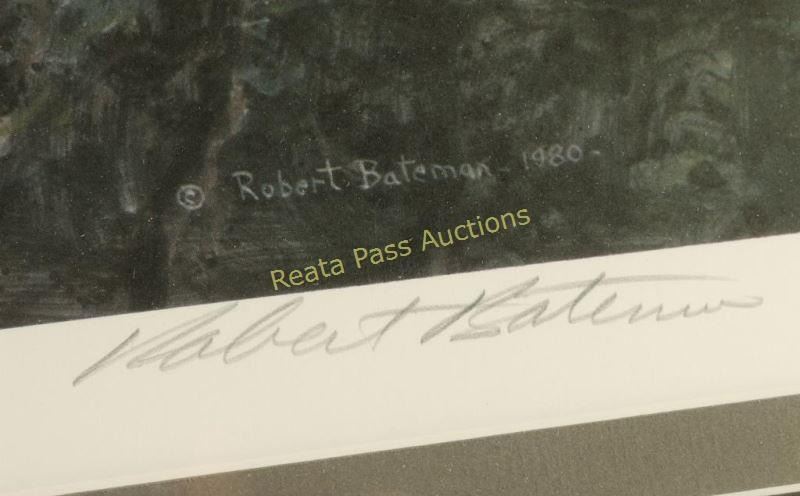 © Robert Bateman - 1980 -
Reata Pass Auctions
Robert Bateman